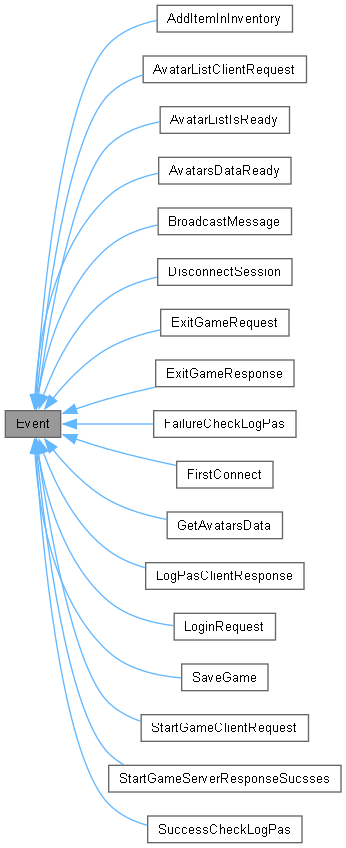 AddItemInInventory
AvatarListClientRequest
AvatarListIsReady
AvatarsDataReady
BroadcastMessage
DisconnectSession
ExitGameRequest
ExitGameResponse
Event
FailureCheckLogPas
FirstConnect
GetAvatarsData
LogPasClientResponse
LoginRequest
SaveGame
StartGameClientRequest
StartGameServerResponseSucsses
SuccessCheckLogPas